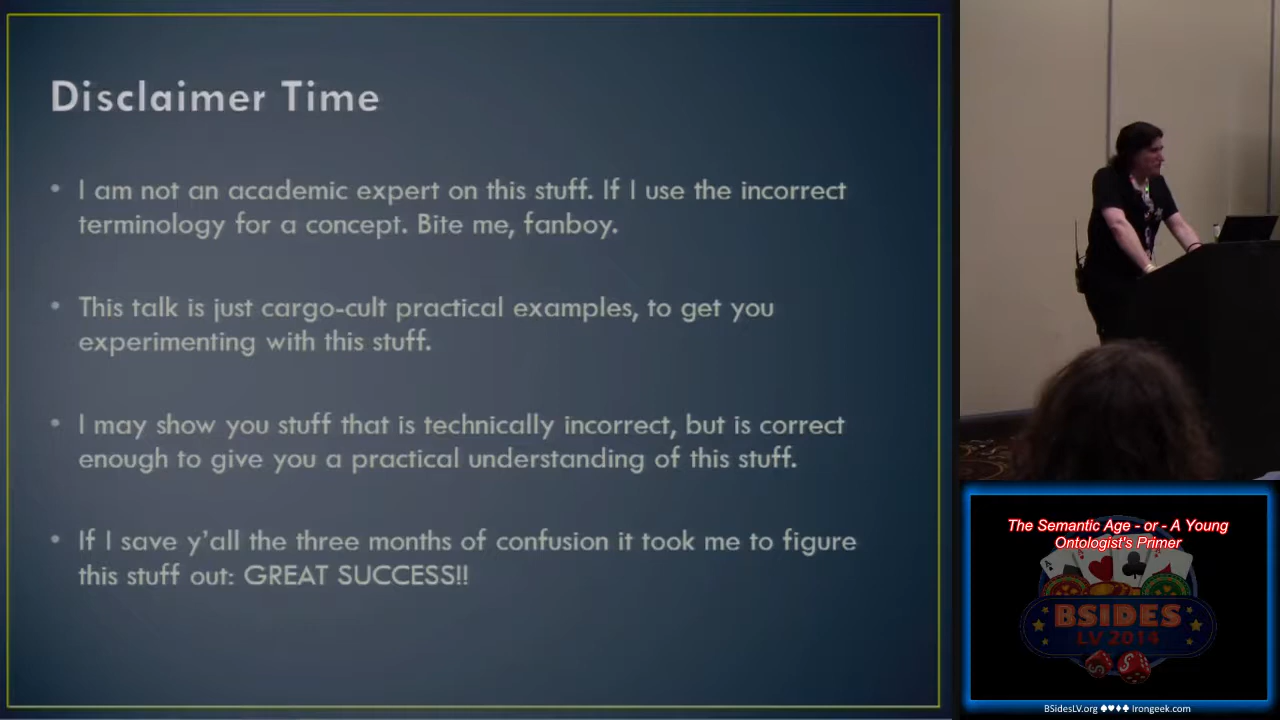 Disclaimer Time
• I am not an academic expert on this stuff. If I use the incorrect
terminology for a concept. Bite me, fanboy.
• This talk is just cargo-cult practical examples, to get you
experimenting with this stuff.
• I may show you stuff that is technically incorrect, but is correct
enough to give you a practical understanding of this stuff.
• If I save y'all the three months of confusion it took me to figure
this stuff out: GREAT SUCCESS!!
The Semantic Age - or - A Young
Ontologist's Primer
BSIDES
LV 2014
BSidesLV.org ♠♥♦♣ Irongeek.com